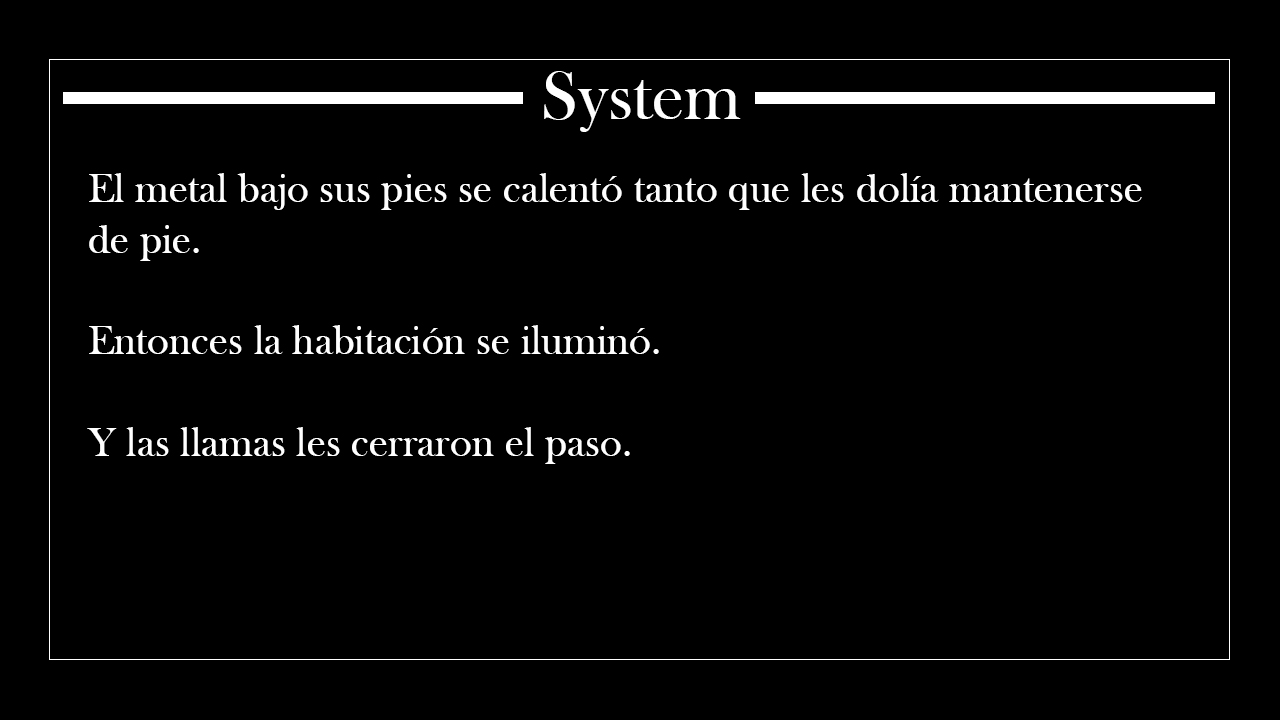 System
El metal bajo sus pies se calentó tanto que les dolía mantenerse
de pie.
Entonces la habitación se iluminó.
Y las llamas les cerraron el paso.